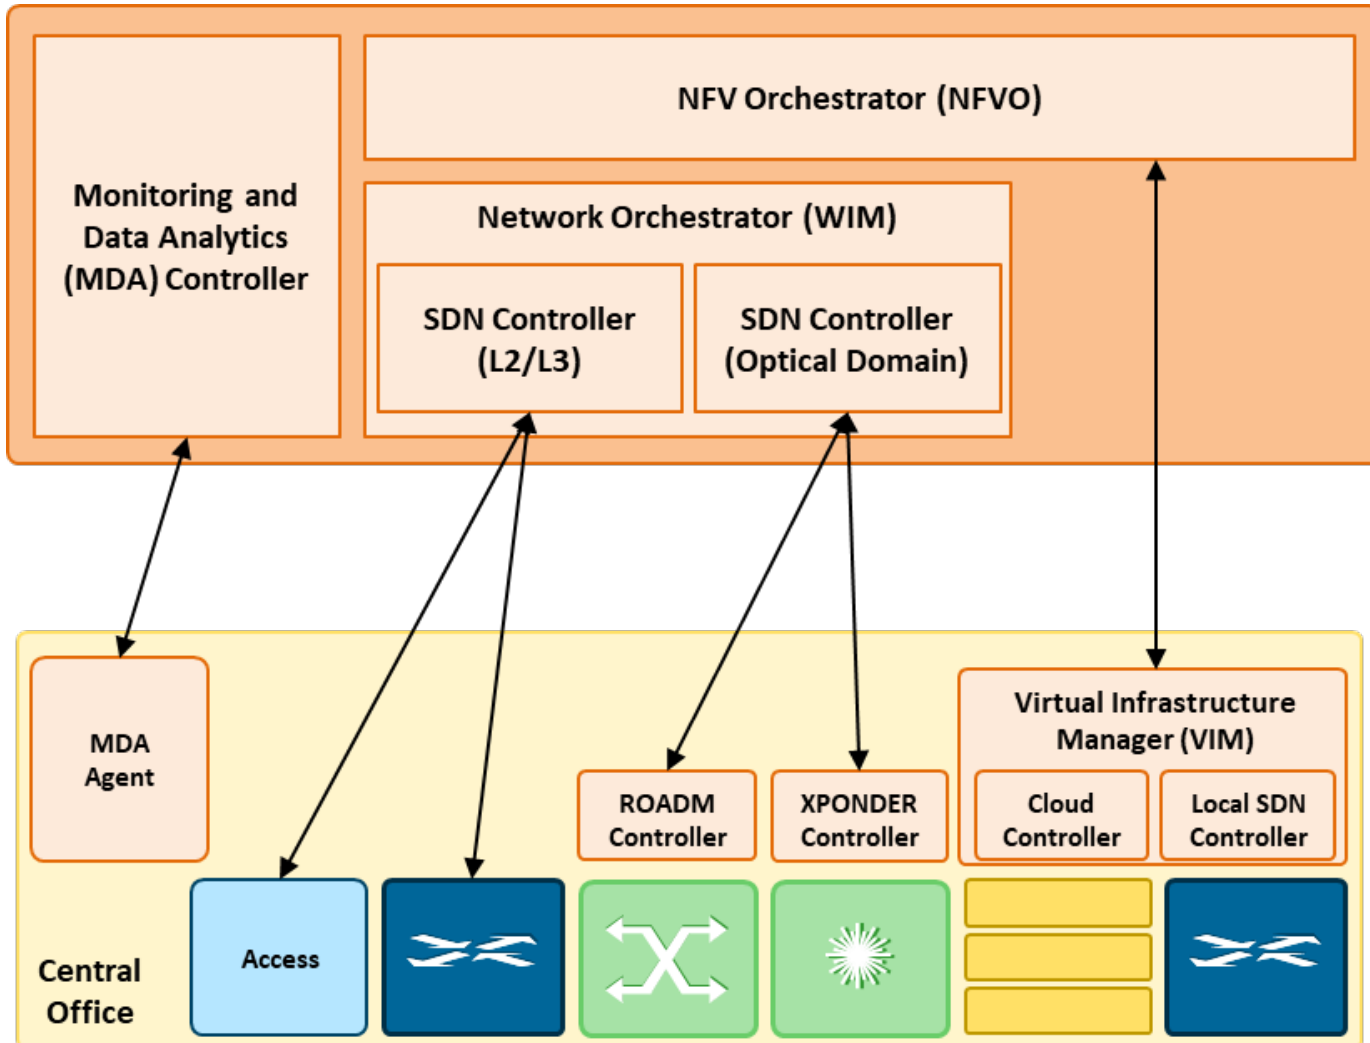 NFV Orchestrator (NFVO)
Monitoring and
Data Analytics
(MDA) Controller
Network Orchestrator (WIM)
SDN Controller
(L2/L3)
SDN Controller
(Optical Domain)
MDA
Agent
Virtual Infrastructure
Manager (VIM)
ROADM
Controller
XPONDER
Controller
Cloud
Controller
Local SDN
Controller
Access
Central
Office